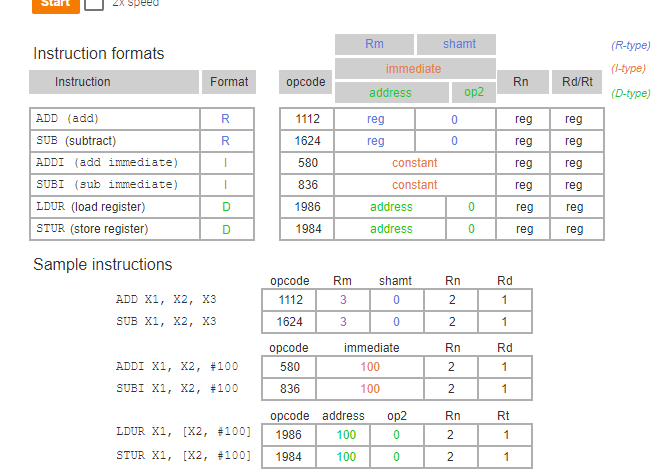 Start 2x speed
Rm shamt (R-type)
Instruction formats
immediate (I-type)
Instruction Format opcode Rn Rd/Rt
address op2 (D-type)
ADD (add) R 1112 reg 0 reg reg
SUB (subtract) R 1624 reg 0 reg reg
ADDI (add immediate) I 580 constant reg reg
SUBI (sub immediate) I 836 constant reg reg
LDUR (load register) D 1986 address 0 reg reg
STUR (store register) D 1984 address 0 reg reg
Sample instructions
opcode Rm shamt Rn Rd
ADD X1, X2, X3 1112 3 0 2 1
SUB X1, X2, X3 1624 3 0 2 1
opcode immediate Rn Rd
ADDI X1, X2, #100 580 100 2 1
SUBI X1, X2, #100 836 100 2 1
opcode address op2 Rn Rt
LDUR X1, [X2, #100] 1986 100 0 2 1
STUR X1, [X2, #100] 1984 100 0 2 1